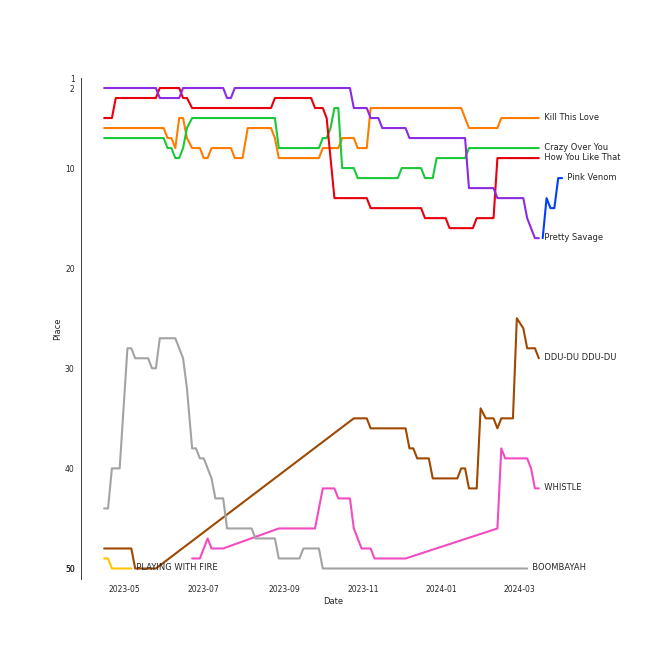 1
2
Kill This Love
Crazy Over You
How You Like That
10
Pink Venom
Pretty Savage
20
Place
DDU-DU DDU-DU
30
40
WHISTLE
50
PLAYING WITH FIRE
BOOMBAYAH
2023-05
2023-07
2023-09
2023-11
2024-01
2024-03
Date